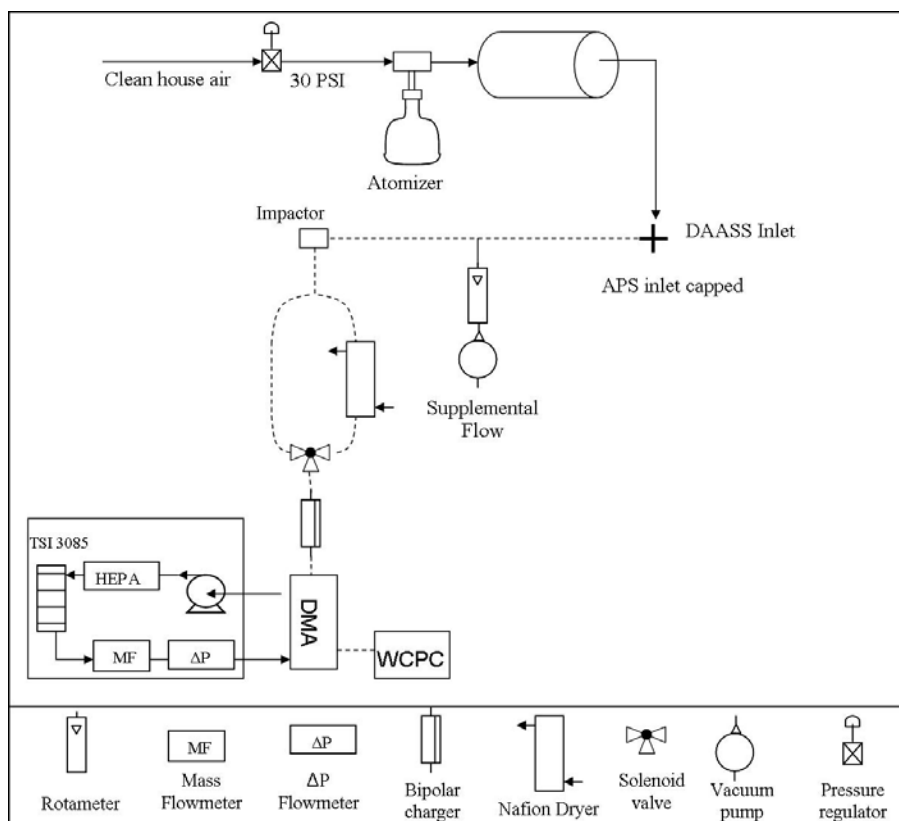 Clean house air
30 PSI
Atomizer
Impactor
DAASS Inlet
APS inlet capped
Supplemental
Flow
TSI 3085
HEPA
MF
ΔP
DMA
WCPC
MF
ΔP
Rotameter
Mass
Flowmeter
ΔP
Flowmeter
Bipolar
charger
Nafion Dryer
Solenoid
valve
Vacuum
pump
Pressure
regulator